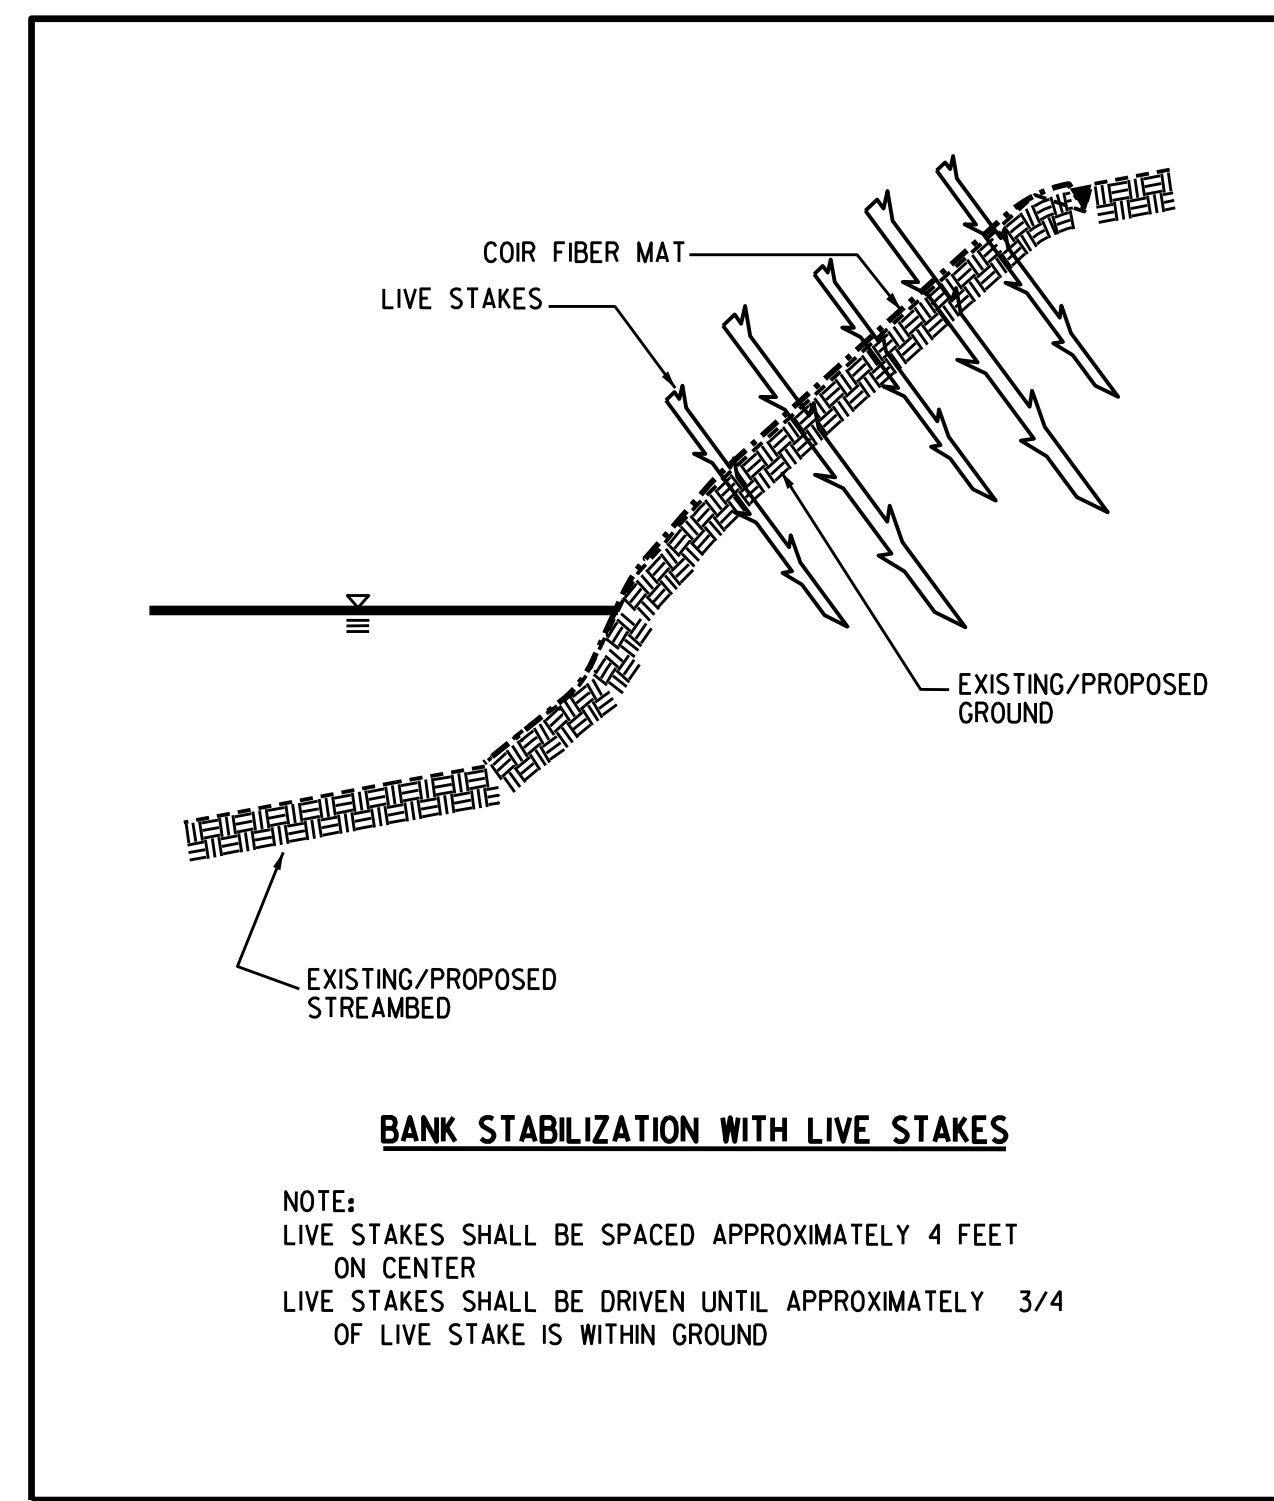 COIR FIBER MAT
LIVE STAKES
EXISTING/PROPOSED
GROUND
EXISTING/PROPOSED
STREAMBED
BANK STABILIZATION WITH LIVE STAKES
NOTE:
LIVE STAKES SHALL BE SPACED APPROXIMATELY 4 FEET
ON CENTER
LIVE STAKES SHALL BE DRIVEN UNTIL APPROXIMATELY 3/4
OF LIVE STAKE IS WITHIN GROUND